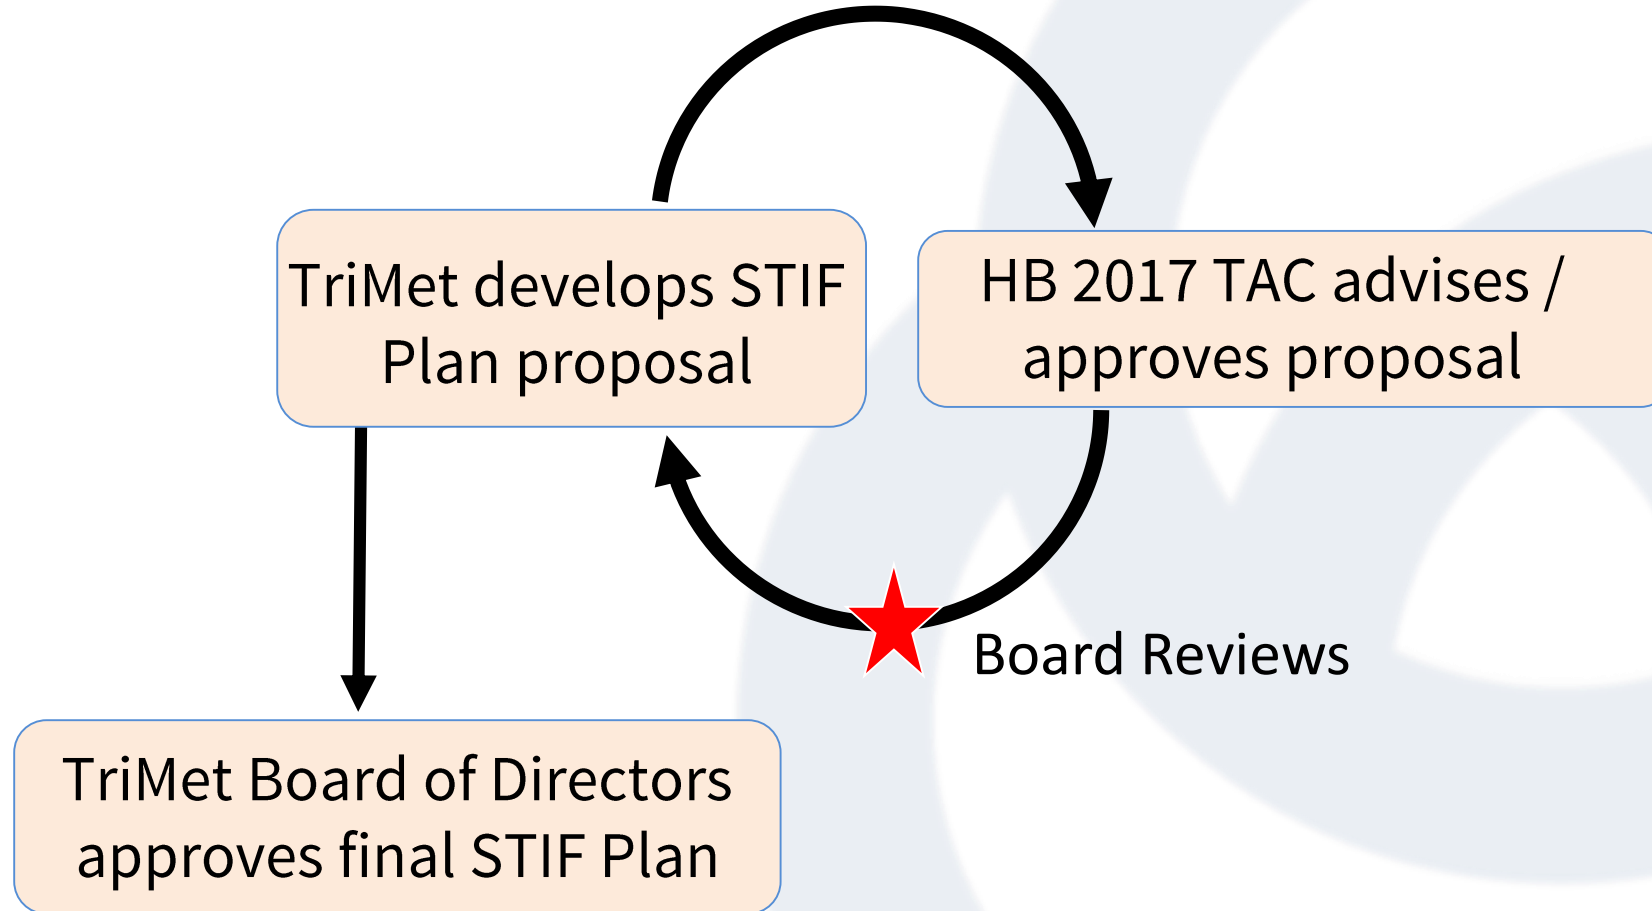 TriMet develops STIF
Plan proposal
HB 2017 TAC advises /
approves proposal
Board Reviews
TriMet Board of Directors
approves final STIF Plan